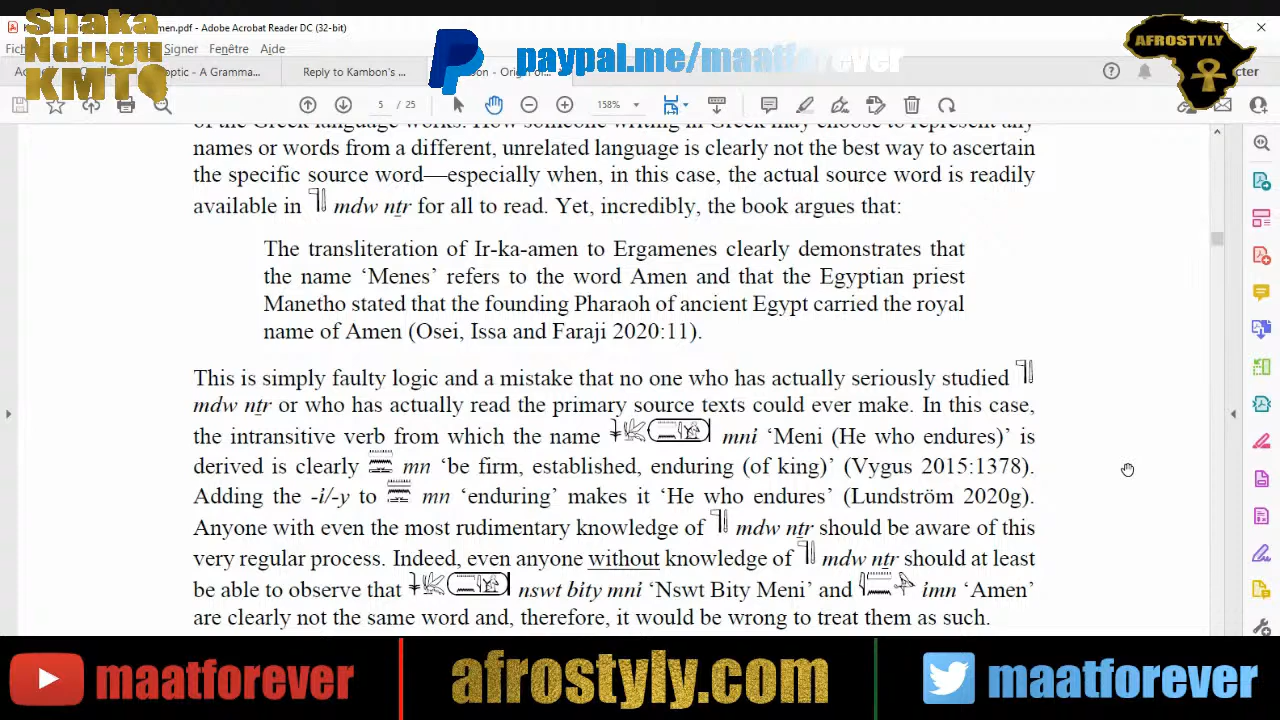 Shaka
Ndugu
KMT
amen.pdf - Adobe Acrobat Reader DC (32-bit)
Signer Fenêtre Aide
optic - A Gramma... Reply to Kambon's ...
paypal.me/maatforever
AFROSTYLY
5 / 25 158%
names or words from a different, unrelated language is clearly not the best way to ascertain
the specific source word—especially when, in this case, the actual source word is readily
available in mdw nṯr for all to read. Yet, incredibly, the book argues that:
The transliteration of Ir-ka-amen to Ergamenes clearly demonstrates that
the name ‘Menes’ refers to the word Amen and that the Egyptian priest
Manetho stated that the founding Pharaoh of ancient Egypt carried the royal
name of Amen (Osei, Issa and Faraji 2020:11).
This is simply faulty logic and a mistake that no one who has actually seriously studied
mdw nṯr or who has actually read the primary source texts could ever make. In this case,
the intransitive verb from which the name mni ‘Meni (He who endures)’ is
derived is clearly mn ‘be firm, established, enduring (of king)’ (Vygus 2015:1378).
Adding the -i/-y to mn ‘enduring’ makes it ‘He who endures’ (Lundström 2020g).
Anyone with even the most rudimentary knowledge of mdw nṯr should be aware of this
very regular process. Indeed, even anyone without knowledge of mdw nṯr should at least
be able to observe that nswt bity mni ‘Nswt Bity Meni’ and imn ‘Amen’
are clearly not the same word and, therefore, it would be wrong to treat them as such.
maatforever
afrostyly.com
maatforever